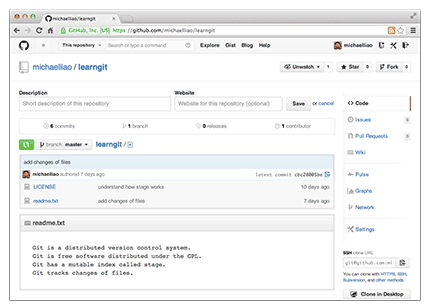 michaelliao/learngit
GitHub, Inc. [US] https://github.com/michaelliao/learngit
This repository Search or type a command Explore Gist Blog Help michaelliao
michaelliao / learngit Unwatch 1 Star 0 Fork 0
Description Website
Short description of this repository Website for this repository (optional) Save or cancel
6 commits 1 branch 0 releases 1 contributor
branch: master learngit /
add changes of files
michaelliao authored 7 days ago latest commit
LICENSE understand how stage works 10 days ago
readme.txt add changes of files 7 days ago
readme.txt
Git is a distributed version control system.
Git is free software distributed under the GPL.
Git has a mutable index called stage.
Git tracks changes of files.
Code
Issues 0
Pull Requests 0
Wiki
Pulse
Graphs
Network
Settings
SSH clone URL
git@github.com:mi
You can clone with HTTPS, SSH,
Subversion, and other methods.
Clone in Desktop